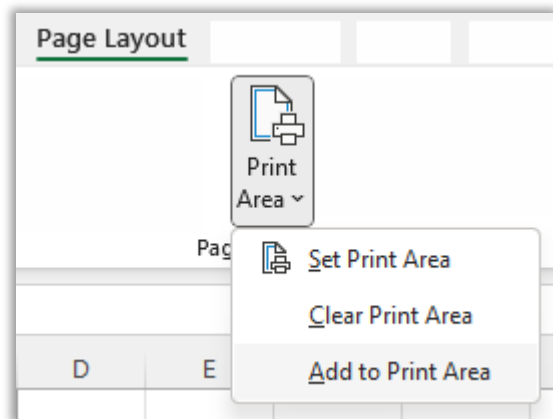 Page Layout
Print
Area
Pag
Set Print Area
Clear Print Area
Add to Print Area
D E